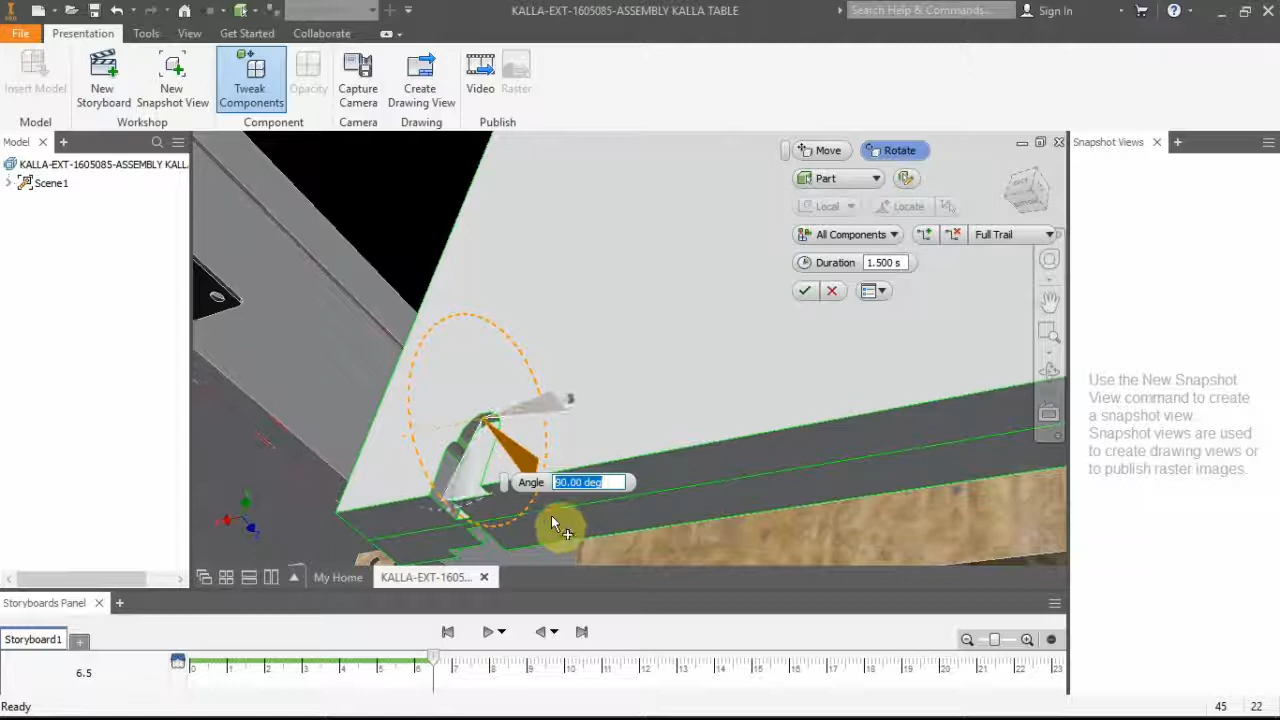 KALLA-EXT-1605085-ASSEMBLY KALLA TABLE
Search Help & Commands...
Sign In
File
Presentation
Tools
View
Get Started
Collaborate
Insert Model
New Storyboard
New Snapshot View
Tweak Components
Opacity
Capture Camera
Create Drawing View
Video
Raster
Model
Workshop
Component
Camera
Drawing
Publish
Model
KALLA-EXT-1605085-ASSEMBLY KALL
Scene1
Move
Rotate
Part
Local
Locate
All Components
Full Trail
Duration
1.500 s
Angle
90.00 deg
Snapshot Views
Use the New Snapshot
View command to create
a snapshot view.
Snapshot views are used
to create drawing views or
to publish raster images.
My Home
KALLA-EXT-1605...
Storyboards Panel
Storyboard1
6.5
0 1 2 3 4 5 6 7 8 9 10 11 12 13 14 15 16 17 18 19 20 21 22 23
Ready
45
22